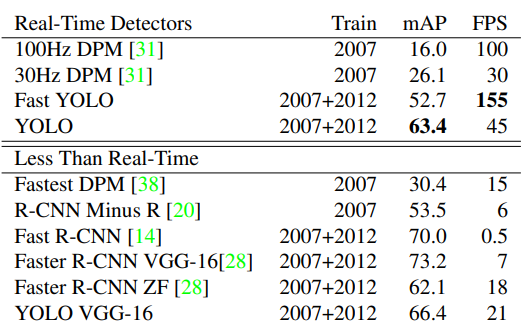 Real-Time Detectors Train mAP FPS
100Hz DPM [31] 2007 16.0 100
30Hz DPM [31] 2007 26.1 30
Fast YOLO 2007+2012 52.7 155
YOLO 2007+2012 63.4 45
Less Than Real-Time
Fastest DPM [38] 2007 30.4 15
R-CNN Minus R [20] 2007 53.5 6
Fast R-CNN [14] 2007+2012 70.0 0.5
Faster R-CNN VGG-16[28] 2007+2012 73.2 7
Faster R-CNN ZF [28] 2007+2012 62.1 18
YOLO VGG-16 2007+2012 66.4 21